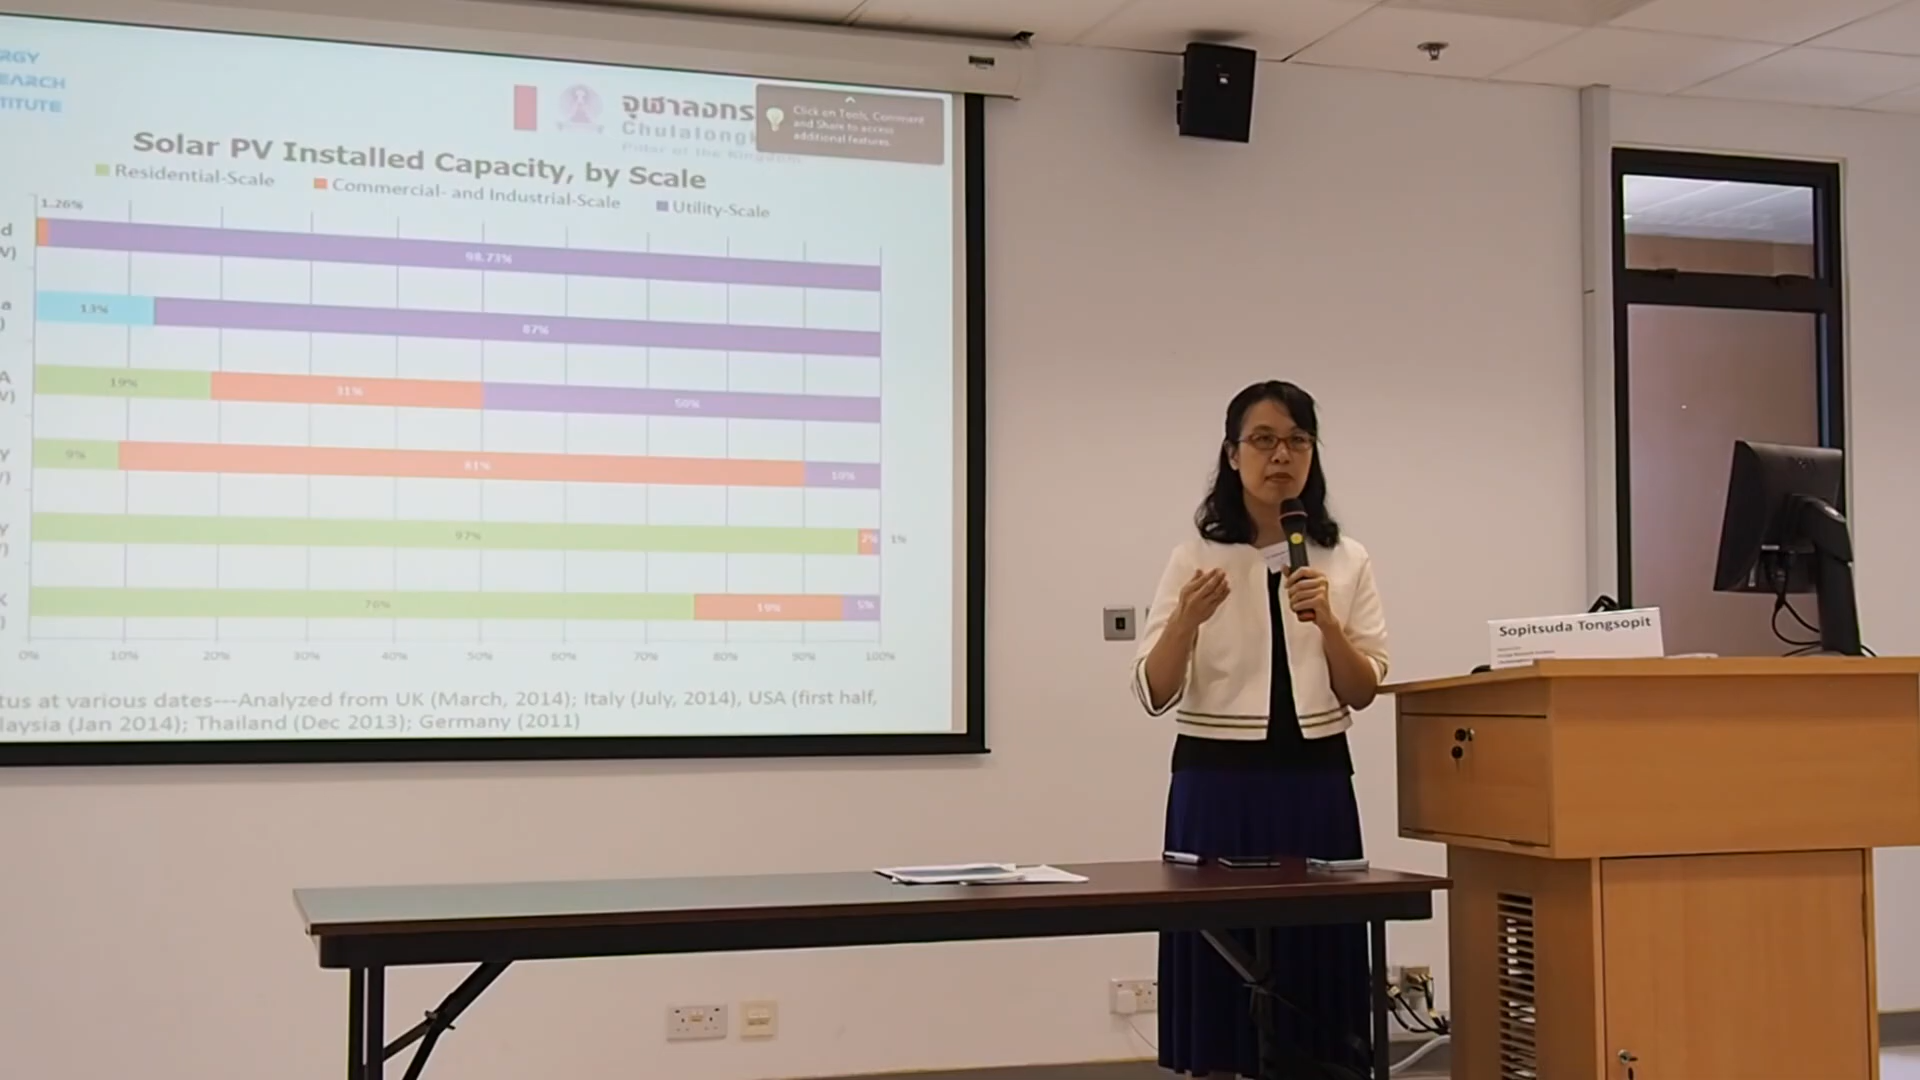 RGY
EARCH
TITUTE
จุฬาลงกร
Chulalongk
Pillar of the Kingdom
Click on Tools, Comment
and Share to access
additional features.
Solar PV Installed Capacity, by Scale
Residential-Scale Commercial- and Industrial-Scale Utility-Scale
1.26%
d
W)
98.73%
a
)
13% 87%
A
W)
19% 31% 50%
y
/)
9% 81% 10%
y
/)
97% 2% 1%
K
)
76% 19% 5%
0% 10% 20% 30% 40% 50% 60% 70% 80% 90% 100%
tus at various dates---Analyzed from UK (March, 2014); Italy (July, 2014), USA (first half,
laysia (Jan 2014); Thailand (Dec 2013); Germany (2011)
Sopitsuda Tongsopit